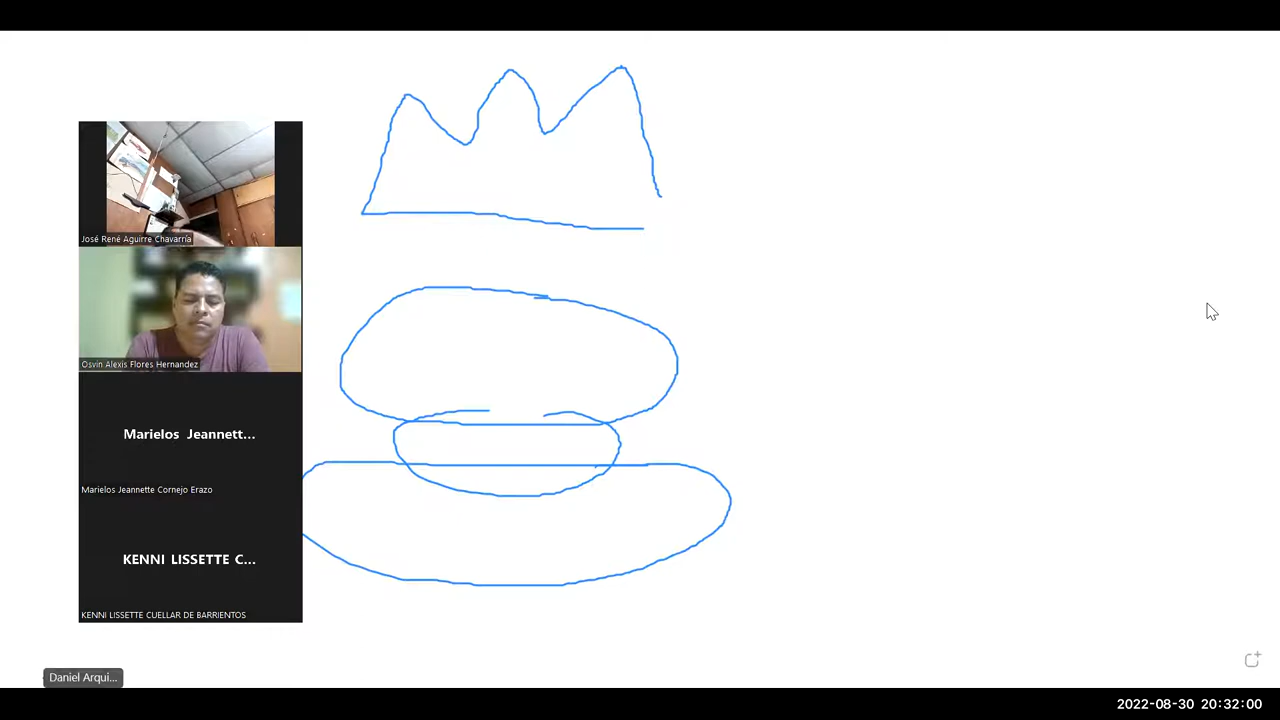 José René Aguirre Chavarría
Osvin Alexis Flores Hernandez
Marielos Jeannett...
Marielos Jeannette Cornejo Erazo
KENNI LISSETTE C...
KENNI LISSETTE CUELLAR DE BARRIENTOS
Daniel Arqui...
2022-08-30 20:32:00